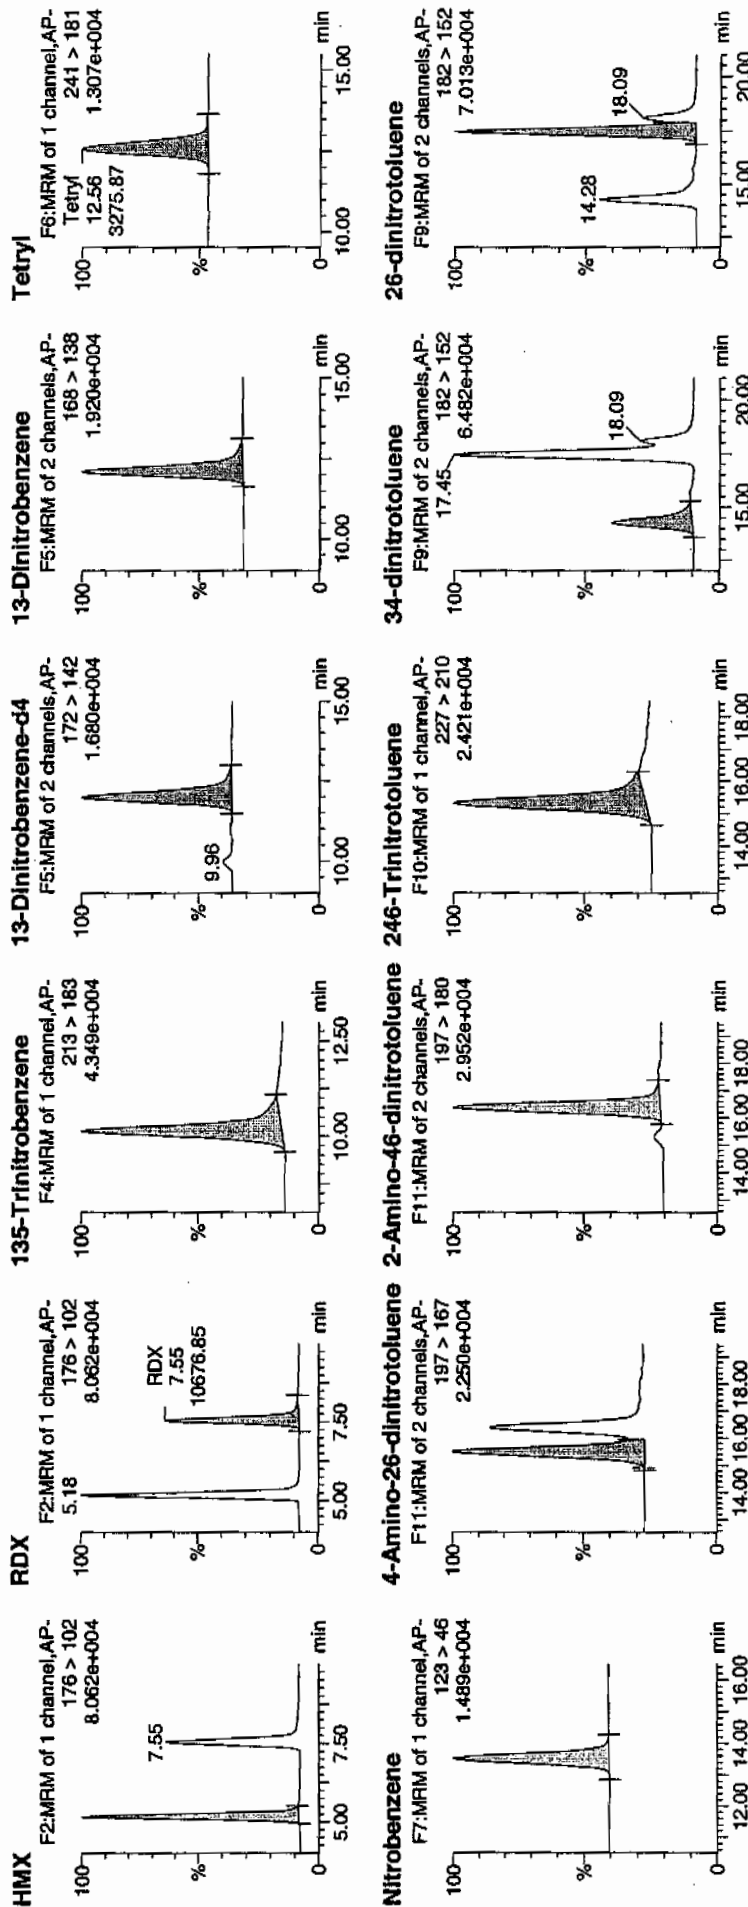 HMX
F2:MRM of 1 channel,AP-
176 > 102
8.062e+004
100
7.55
%
0
5.00
7.50
min
RDX
F2:MRM of 1 channel,AP-
176 > 102
8.062e+004
100
5.18
RDX
7.55
10676.85
%
0
5.00
7.50
min
135-Trinitrobenzene
F4:MRM of 1 channel,AP-
213 > 183
4.349e+004
100
%
0
10.00
12.50
min
13-Dinitrobenzene-d4
F5:MRM of 2 channels,AP-
172 > 142
1.680e+004
100
9.96
%
0
10.00
15.00
min
13-Dinitrobenzene
F5:MRM of 2 channels,AP-
168 > 138
1.920e+004
100
%
0
10.00
15.00
min
Tetryl
F6:MRM of 1 channel,AP-
241 > 181
1.307e+004
100
Tetryl
12.56
3275.87
%
0
10.00
15.00
min
Nitrobenzene
F7:MRM of 1 channel,AP-
123 > 46
1.489e+004
100
%
0
12.00
14.00
16.00
min
4-Amino-26-dinitrotoluene
F11:MRM of 2 channels,AP-
197 > 167
2.250e+004
100
%
0
14.00
16.00
18.00
min
2-Amino-46-dinitrotoluene
F11:MRM of 2 channels,AP-
197 > 180
2.952e+004
100
%
0
14.00
16.00
18.00
min
246-Trinitrotoluene
F10:MRM of 1 channel,AP-
227 > 210
2.421e+004
100
%
0
14.00
16.00
18.00
min
34-dinitrotoluene
F9:MRM of 2 channels,AP-
182 > 152
6.482e+004
100
17.45
18.09
%
0
15.00
20.00
min
26-dinitrotoluene
F9:MRM of 2 channels,AP-
182 > 152
7.013e+004
100
14.28
18.09
%
0
15.00
20.00
min